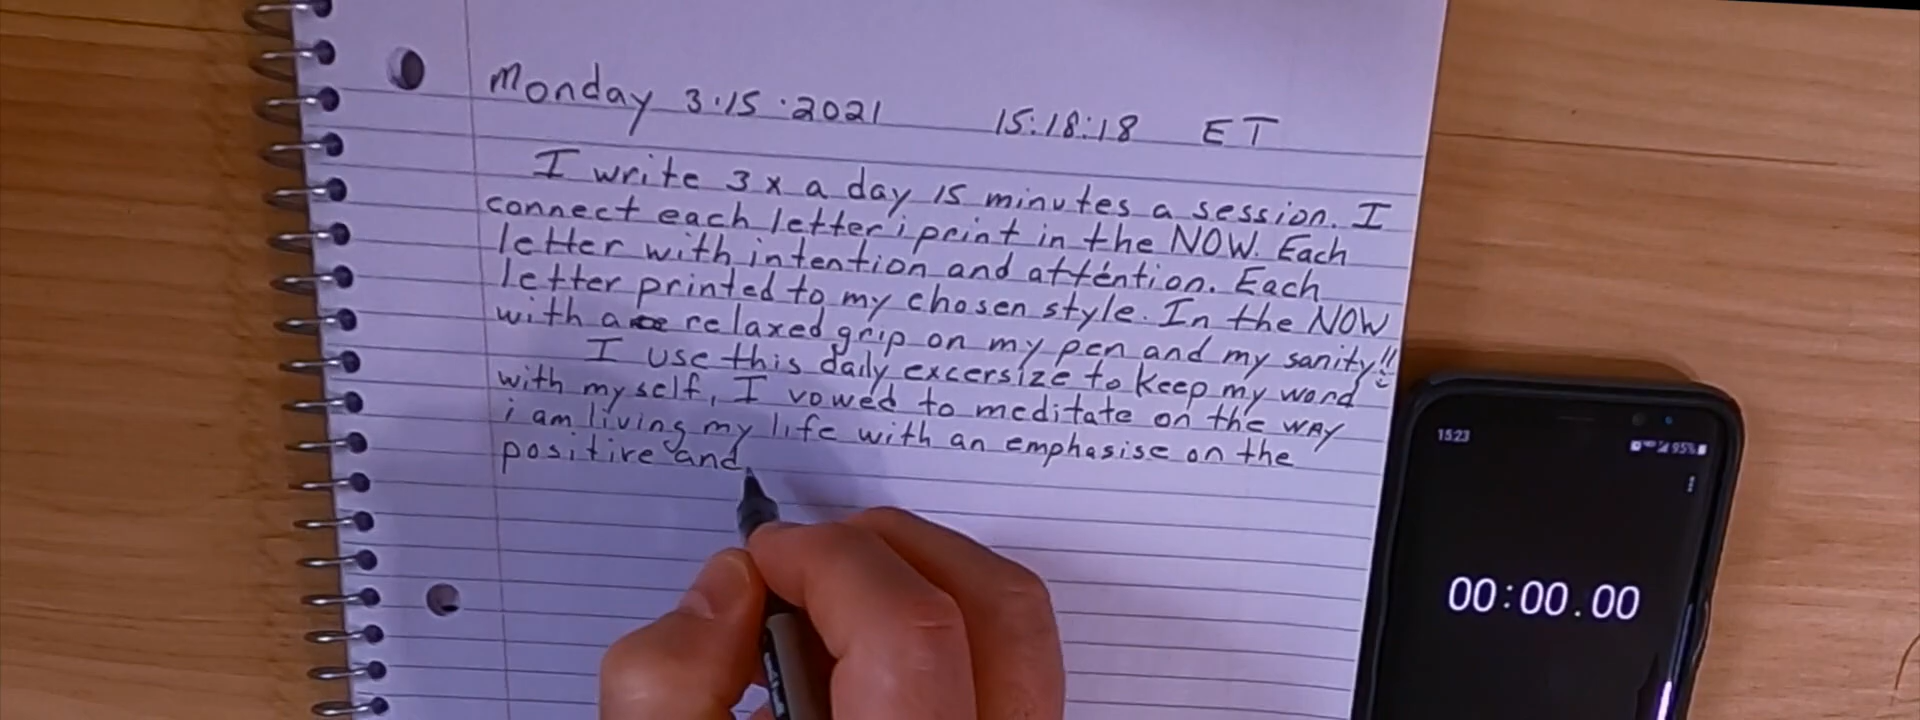 Monday 3.15.2021 15:18:18 ET
I write 3x a day 15 minutes a session. I
connect each letter i print in the NOW. Each
letter with intention and attention. Each
letter printed to my chosen style. In the NOW
with a relaxed grip on my pen and my sanity!!
I use this daily excersize to keep my word
with myself, I vowed to meditate on the WAY
i am living my life with an emphasise on the
positive and
15:23
95%
00:00.00